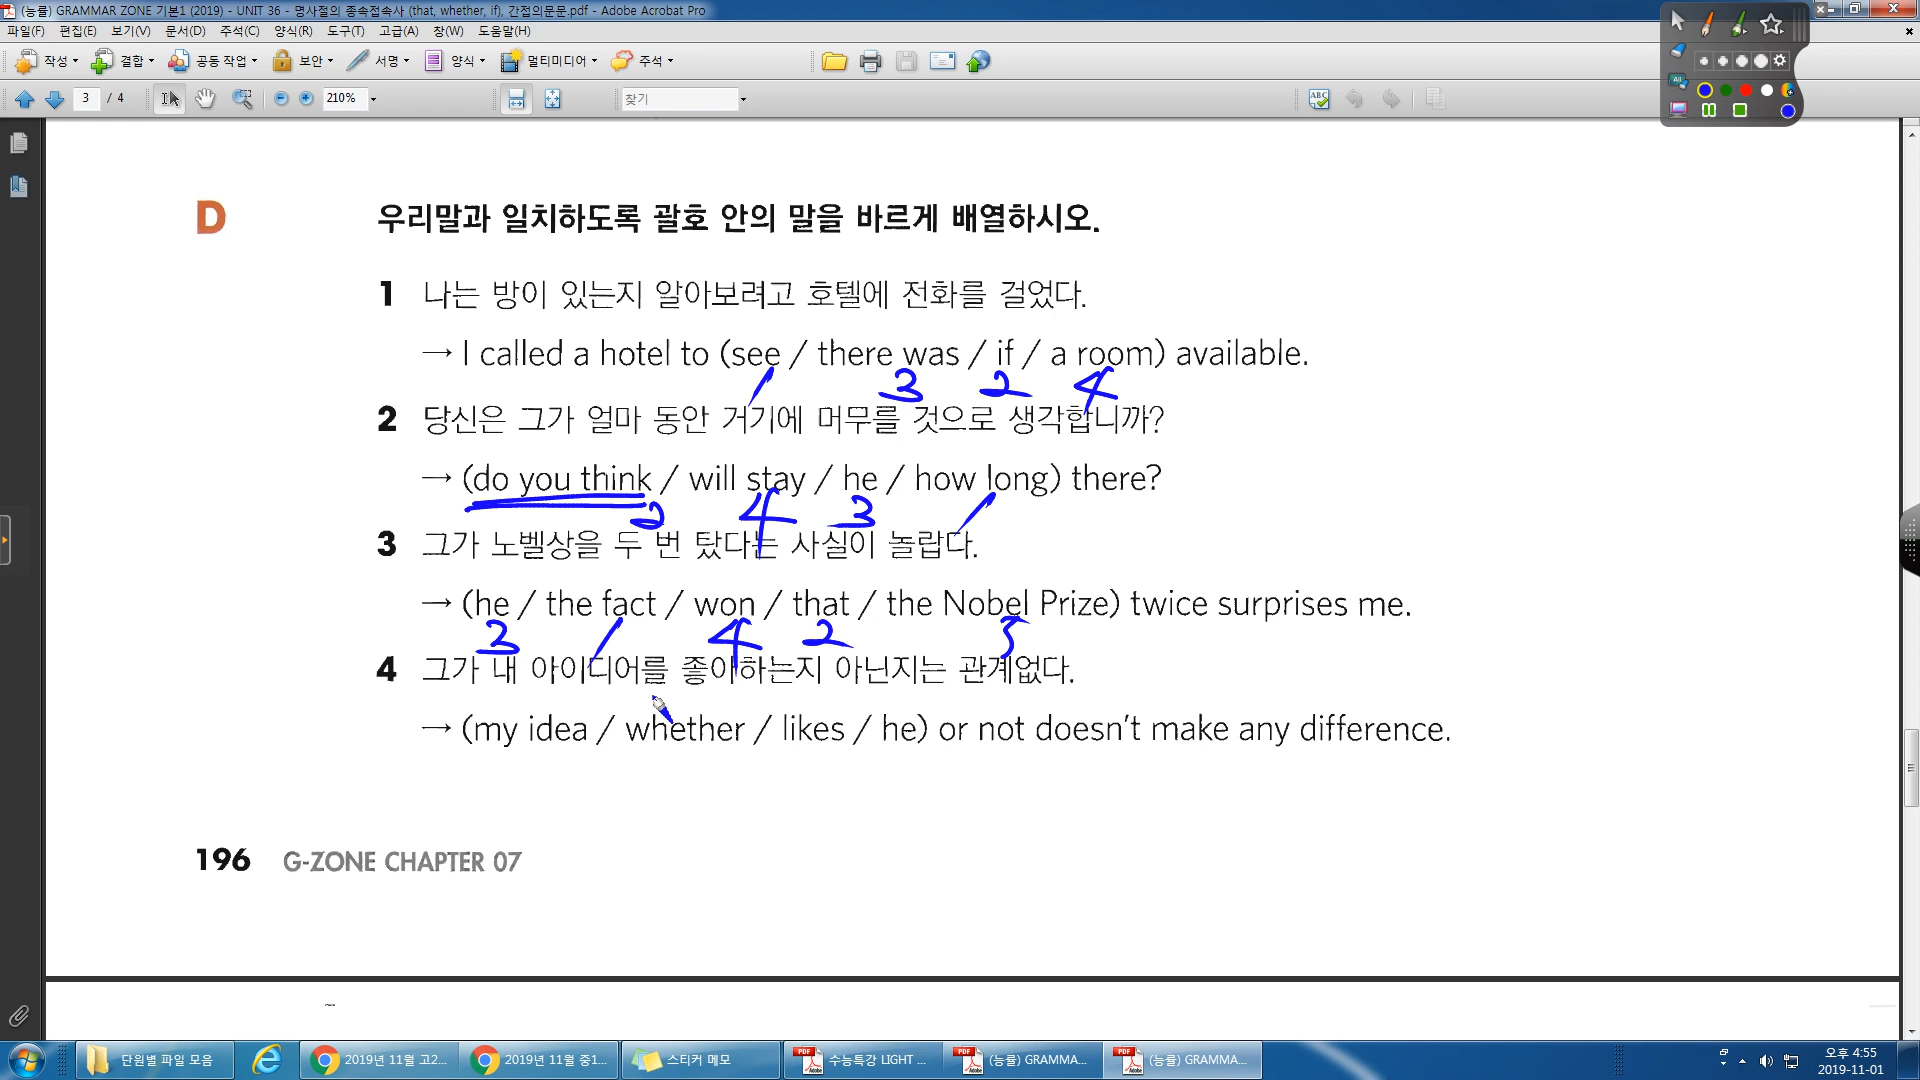 (능률) GRAMMAR ZONE 기본1 (2019) - UNIT 36 - 명사절의 종속접속사 (that, whether, if), 간접의문문.pdf - Adobe Acrobat Pro
파일(F) 편집(E) 보기(V) 문서(D) 주석(C) 양식(R) 도구(T) 고급(A) 창(W) 도움말(H)
작성 결합 공동 작업 보안 서명 양식 멀티미디어 주석
3 / 4 210% 찾기
D 우리말과 일치하도록 괄호 안의 말을 바르게 배열하시오.
1 나는 방이 있는지 알아보려고 호텔에 전화를 걸었다.
→ I called a hotel to (see / there was / if / a room) available.
1 3 2 4
2 당신은 그가 얼마 동안 거기에 머무를 것으로 생각합니까?
→ (do you think / will stay / he / how long) there?
2 4 3 1
3 그가 노벨상을 두 번 탔다는 사실이 놀랍다.
→ (he / the fact / won / that / the Nobel Prize) twice surprises me.
3 1 4 2 5
4 그가 내 아이디어를 좋아하는지 아닌지는 관계없다.
→ (my idea / whether / likes / he) or not doesn't make any difference.
196 G-ZONE CHAPTER 07
단원별 파일 모음 2019년 11월 고2... 2019년 11월 중1... 스티커 메모 수능특강 LIGHT ... (능률) GRAMMA... (능률) GRAMMA...
오후 4:55
2019-11-01